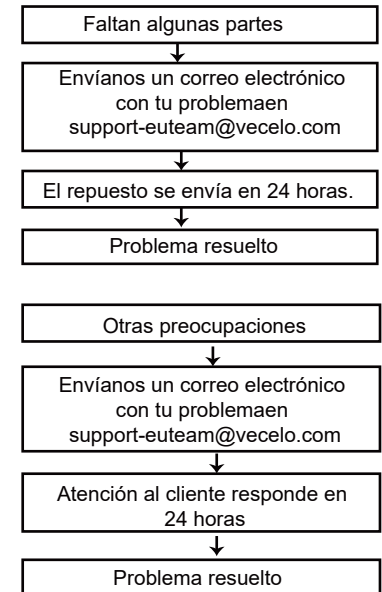 Faltan algunas partes
Envíanos un correo electrónico
con tu problemaen
support-euteam@vecelo.com
El repuesto se envía en 24 horas.
Problema resuelto
Otras preocupaciones
Envíanos un correo electrónico
con tu problemaen
support-euteam@vecelo.com
Atención al cliente responde en
24 horas
Problema resuelto